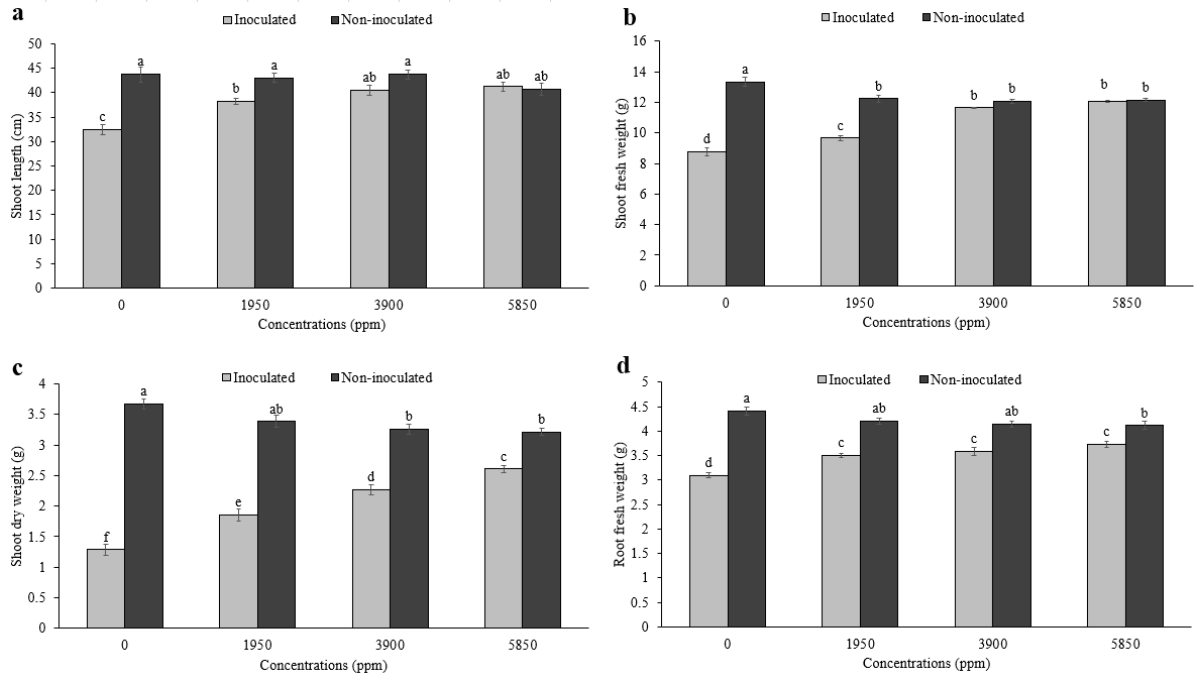 a
Inoculated Non-inoculated
50
45
40
35
30
25
20
15
10
5
0
Shoot length (cm)
c a b a ab a ab ab
0 1950 3900 5850
Concentrations (ppm)
b
Inoculated Non-inoculated
16
14
12
10
8
6
4
2
0
Shoot fresh weight (g)
d a c b b b b b
0 1950 3900 5850
Concentrations (ppm)
c
Inoculated Non-inoculated
4
3.5
3
2.5
2
1.5
1
0.5
0
Shoot dry weight (g)
f a e ab d b c b
0 1950 3900 5850
Concentrations (ppm)
d
Inoculated Non-inoculated
5
4.5
4
3.5
3
2.5
2
1.5
1
0.5
0
Root fresh weight (g)
d a c ab c ab c b
0 1950 3900 5850
Concentrations (ppm)